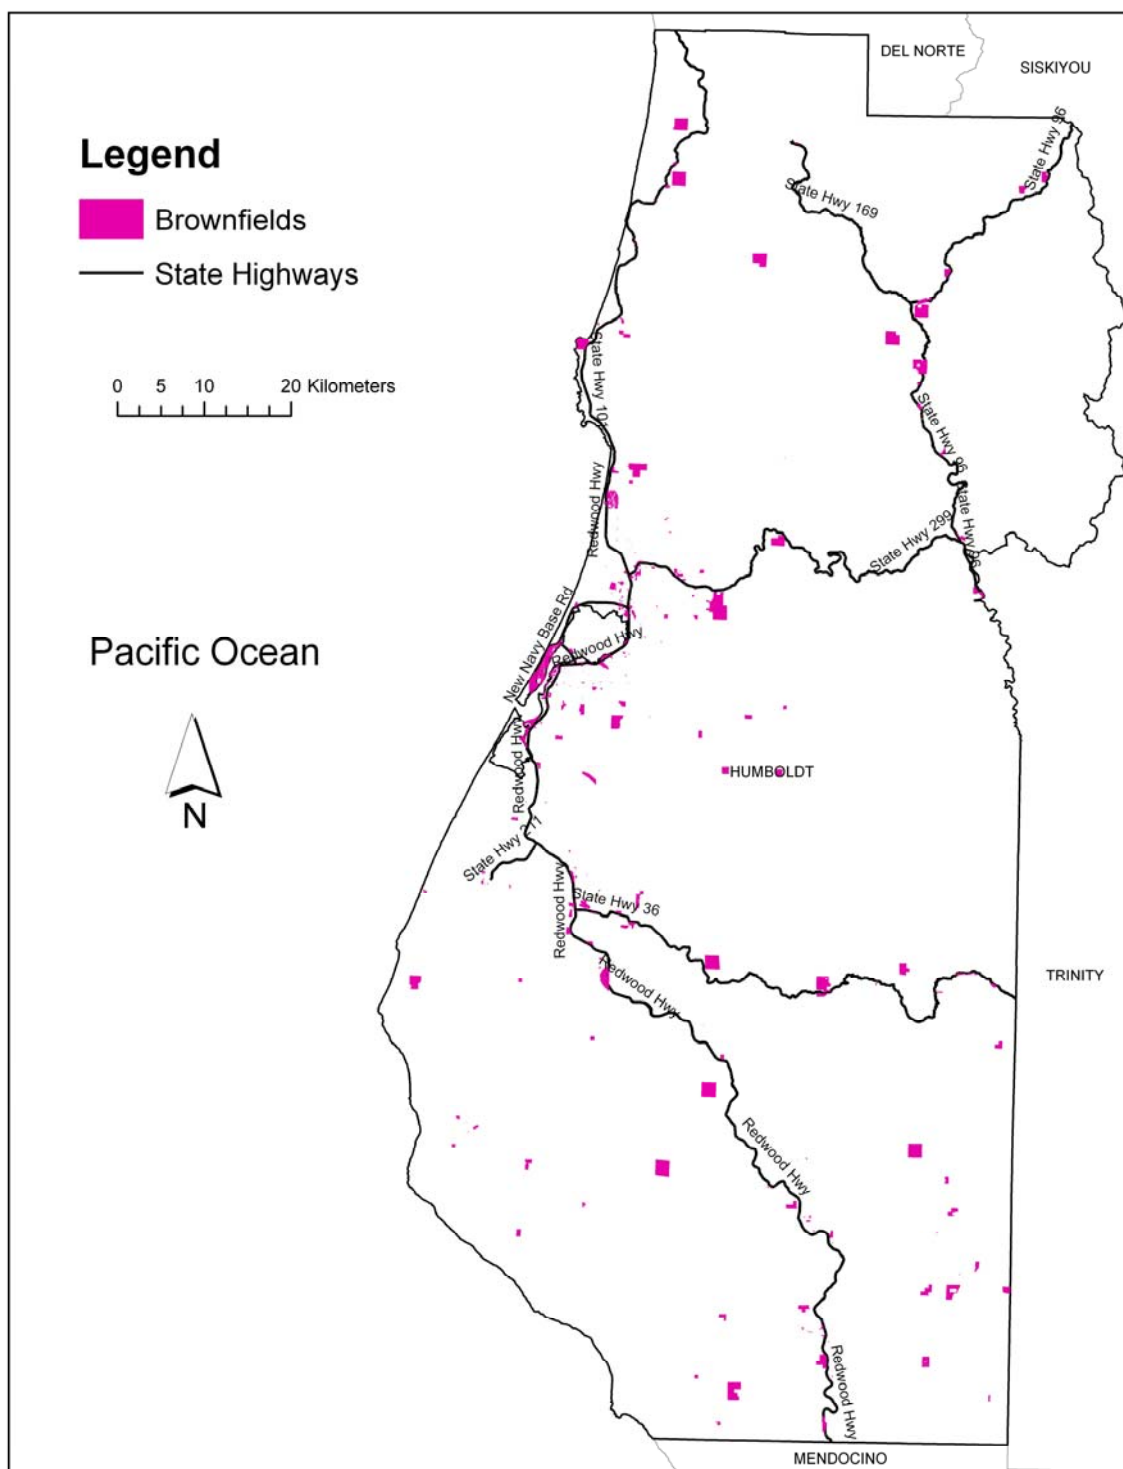 DEL NORTE
SISKIYOU
Legend
Brownfields
State Highways
0 5 10 20 Kilometers
State Hwy 96
State Hwy 169
State Hwy 101
State Hwy 96
Redwood Hwy
State Hwy 299
State Hwy 96
New Navy Base Rd
Redwood Hwy
Pacific Ocean
N
Redwood Hwy
HUMBOLDT
State Hwy 211
Redwood Hwy
State Hwy 36
Redwood Hwy
TRINITY
Redwood Hwy
Redwood Hwy
MENDOCINO